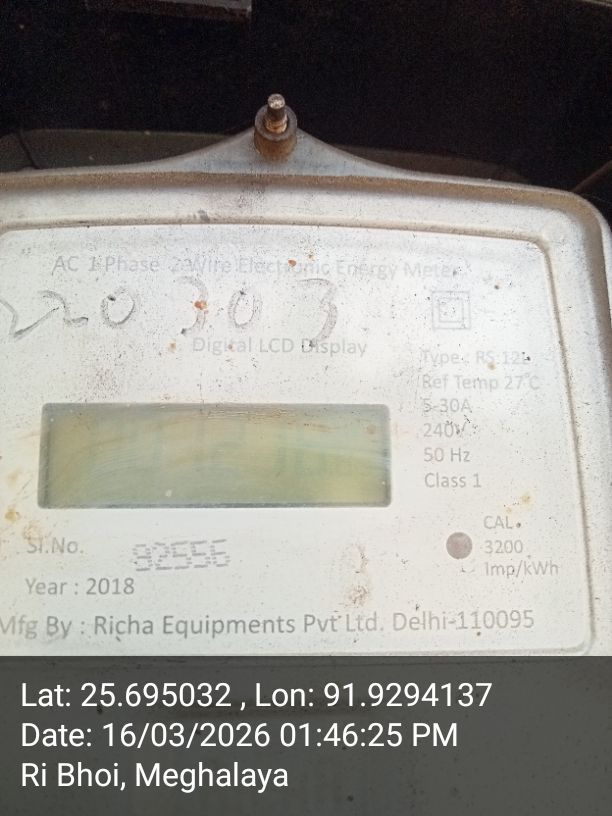 AC 1 Phase 2 Wire Electronic Energy Meter
220303
Digital LCD Display
Type : RS 121
Ref Temp 27°C
5-30A
240V
50 Hz
Class 1
CAL.
3200
Imp/kWh
Sl.No. 92556
Year : 2018
Mfg By : Richa Equipments Pvt Ltd. Delhi-110095
Lat: 25.695032 , Lon: 91.9294137
Date: 16/03/2026 01:46:25 PM
Ri Bhoi, Meghalaya